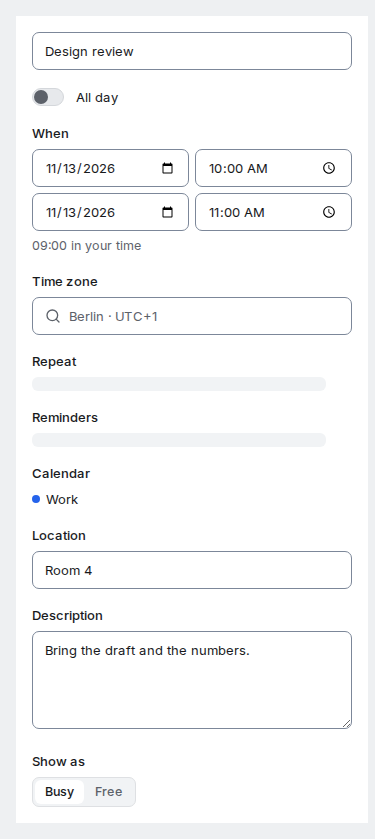 Design review
All day
When
11/13/2026 10:00 AM
11/13/2026 11:00 AM
09:00 in your time
Time zone
Berlin · UTC+1
Repeat
Reminders
Calendar
Work
Location
Room 4
Description
Bring the draft and the numbers.
Show as
Busy Free